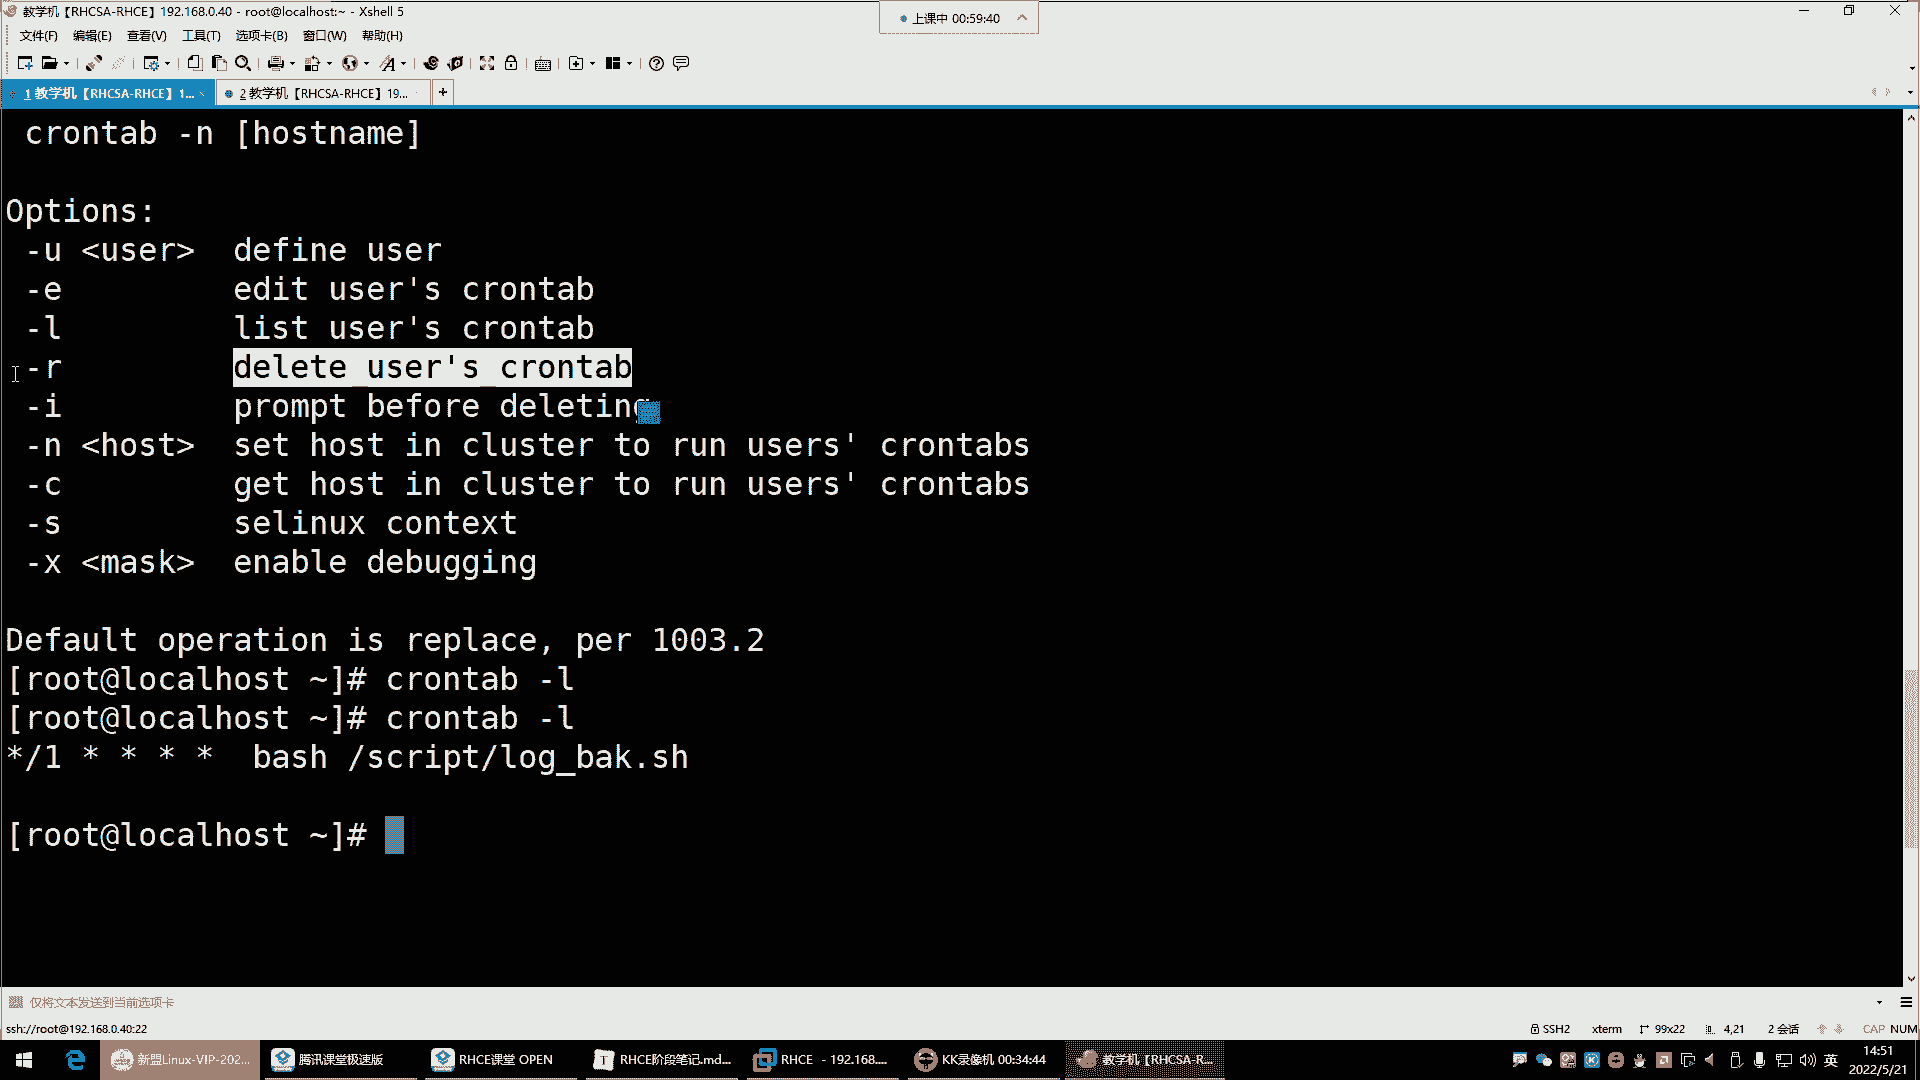 教学机【RHCSA-RHCE】192.168.0.40 - root@localhost:~ - Xshell 5
上课中 00:59:40
文件(F) 编辑(E) 查看(V) 工具(T) 选项卡(B) 窗口(W) 帮助(H)
1 教学机【RHCSA-RHCE】1...
2 教学机【RHCSA-RHCE】19...
crontab -n [hostname]
Options:
-u <user> define user
-e edit user's crontab
-l list user's crontab
-r delete user's crontab
-i prompt before deleting
-n <host> set host in cluster to run users' crontabs
-c get host in cluster to run users' crontabs
-s selinux context
-x <mask> enable debugging
Default operation is replace, per 1003.2
[root@localhost ~]# crontab -l
[root@localhost ~]# crontab -l
*/1 * * * * bash /script/log_bak.sh
[root@localhost ~]#
仅将文本发送到当前选项卡
ssh://root@192.168.0.40:22
SSH2 xterm 99x22 4,21 2 会话 CAP NUM
新盟Linux-VIP-202...
腾讯课堂极速版
RHCE课堂 OPEN
RHCE阶段笔记.md...
RHCE - 192.168....
KK录像机 00:34:44
教学机【RHCSA-R...
英
14:51
2022/5/21